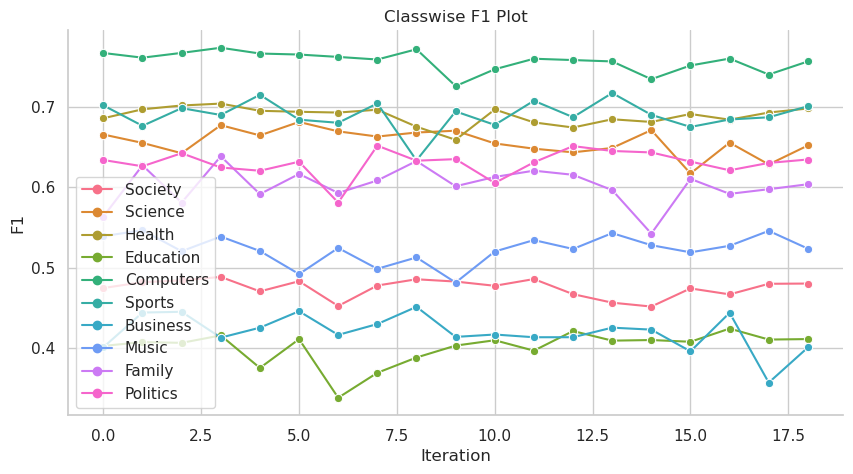 Classwise F1 Plot
0.7
0.6
0.5
0.4
F1
Society
Science
Health
Education
Computers
Sports
Business
Music
Family
Politics
0.0 2.5 5.0 7.5 10.0 12.5 15.0 17.5
Iteration